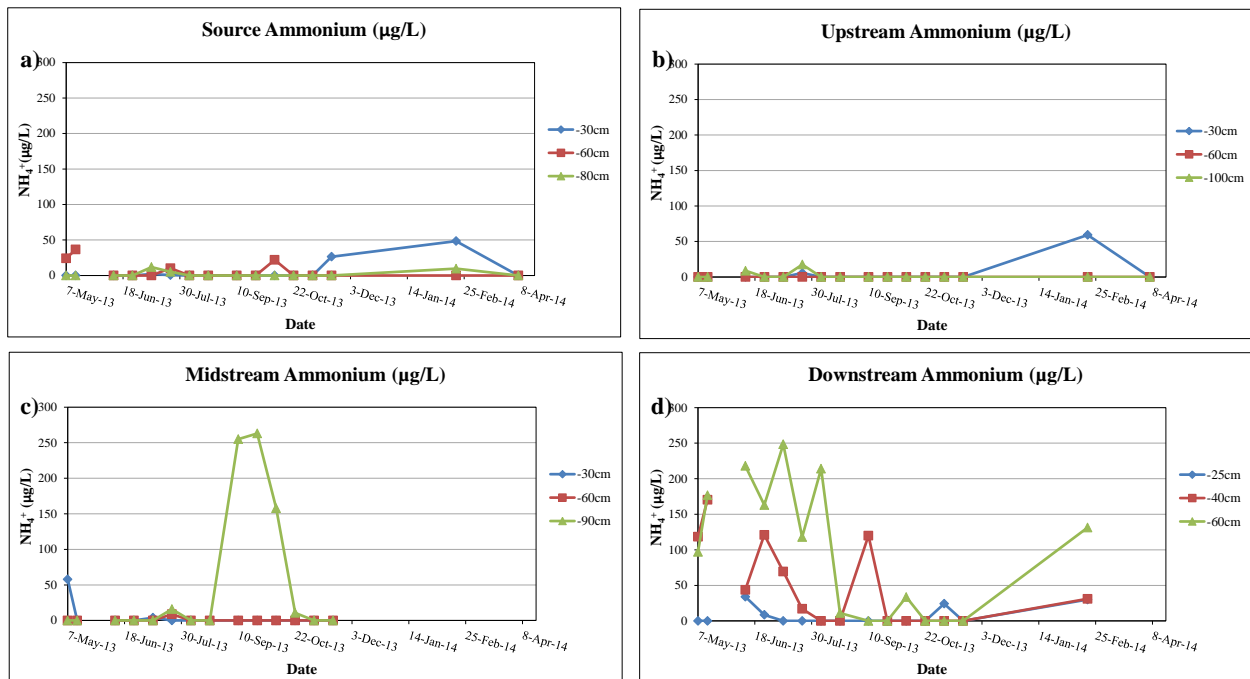 Source Ammonium (µg/L)
a)
300
250
200
150
100
50
0
NH₄⁺(µg/L)
7-May-13
18-Jun-13
30-Jul-13
10-Sep-13
22-Oct-13
3-Dec-13
14-Jan-14
25-Feb-14
8-Apr-14
Date
-30cm
-60cm
-80cm
Upstream Ammonium (µg/L)
b)
300
250
200
150
100
50
0
NH₄⁺(µg/L)
7-May-13
18-Jun-13
30-Jul-13
10-Sep-13
22-Oct-13
3-Dec-13
14-Jan-14
25-Feb-14
8-Apr-14
Date
-30cm
-60cm
-100cm
Midstream Ammonium (µg/L)
c)
300
250
200
150
100
50
0
NH₄⁺ (µg/L)
7-May-13
18-Jun-13
30-Jul-13
10-Sep-13
22-Oct-13
3-Dec-13
14-Jan-14
25-Feb-14
8-Apr-14
Date
-30cm
-60cm
-90cm
Downstream Ammonium (µg/L)
d)
300
250
200
150
100
50
0
NH₄⁺ (µg/L)
7-May-13
18-Jun-13
30-Jul-13
10-Sep-13
22-Oct-13
3-Dec-13
14-Jan-14
25-Feb-14
8-Apr-14
Date
-25cm
-40cm
-60cm